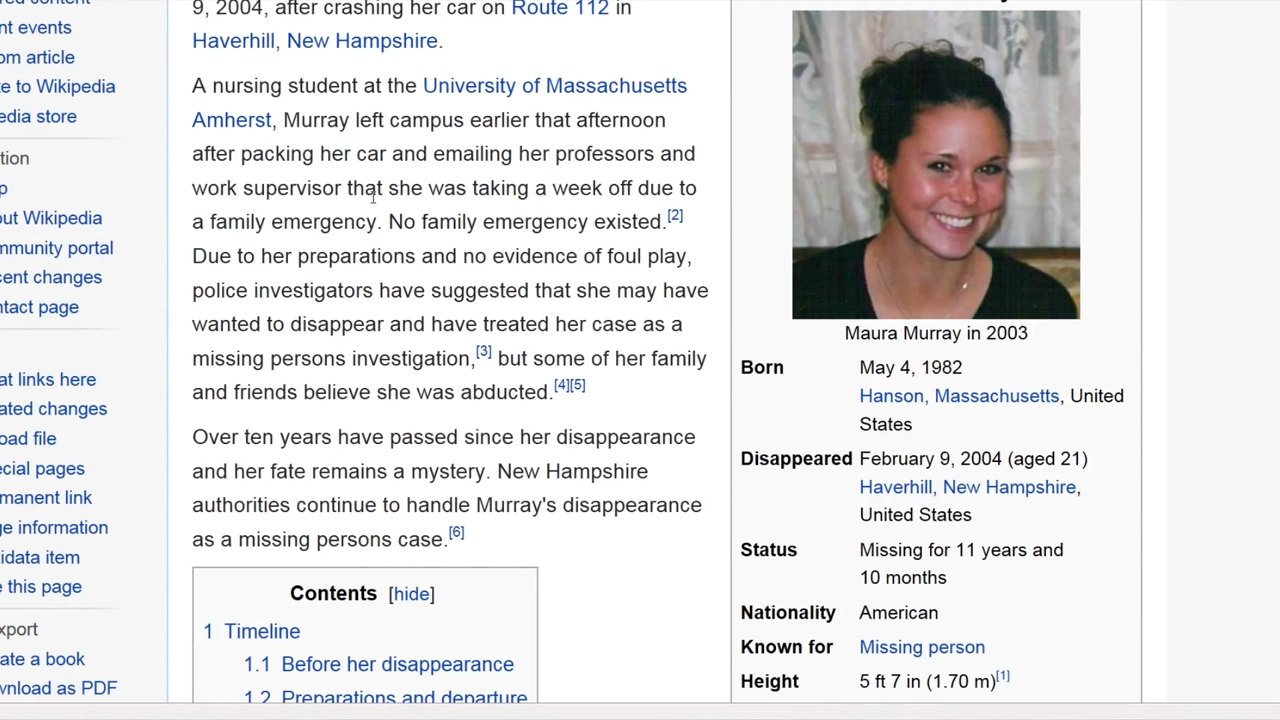 nt events
om article
te to Wikipedia
edia store
tion
p
out Wikipedia
mmunity portal
cent changes
ntact page
at links here
ated changes
oad file
ecial pages
manent link
ge information
idata item
e this page
xport
ate a book
wnload as PDF
9, 2004, after crashing her car on Route 112 in
Haverhill, New Hampshire.
A nursing student at the University of Massachusetts
Amherst, Murray left campus earlier that afternoon
after packing her car and emailing her professors and
work supervisor that she was taking a week off due to
a family emergency. No family emergency existed.[2]
Due to her preparations and no evidence of foul play,
police investigators have suggested that she may have
wanted to disappear and have treated her case as a
missing persons investigation,[3] but some of her family
and friends believe she was abducted.[4][5]
Over ten years have passed since her disappearance
and her fate remains a mystery. New Hampshire
authorities continue to handle Murray's disappearance
as a missing persons case.[6]
Contents [hide]
1 Timeline
1.1 Before her disappearance
1.2 Preparations and departure
Maura Murray in 2003
Born May 4, 1982
Hanson, Massachusetts, United
States
Disappeared February 9, 2004 (aged 21)
Haverhill, New Hampshire,
United States
Status Missing for 11 years and
10 months
Nationality American
Known for Missing person
Height 5 ft 7 in (1.70 m)[1]